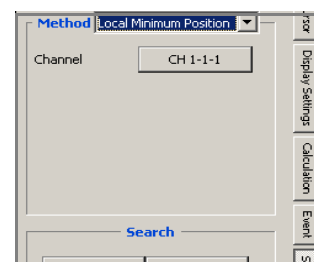 Method Local Minimum Position
Channel CH 1-1-1
Search
Display Settings
Calculation
Event